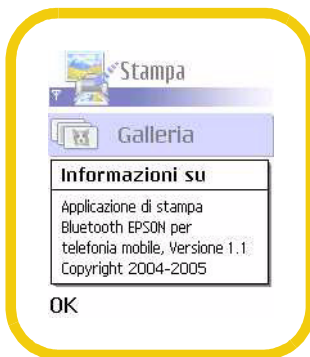 Stampa
Galleria
Informazioni su
Applicazione di stampa
Bluetooth EPSON per
telefonia mobile, Versione 1.1
Copyright 2004-2005
OK